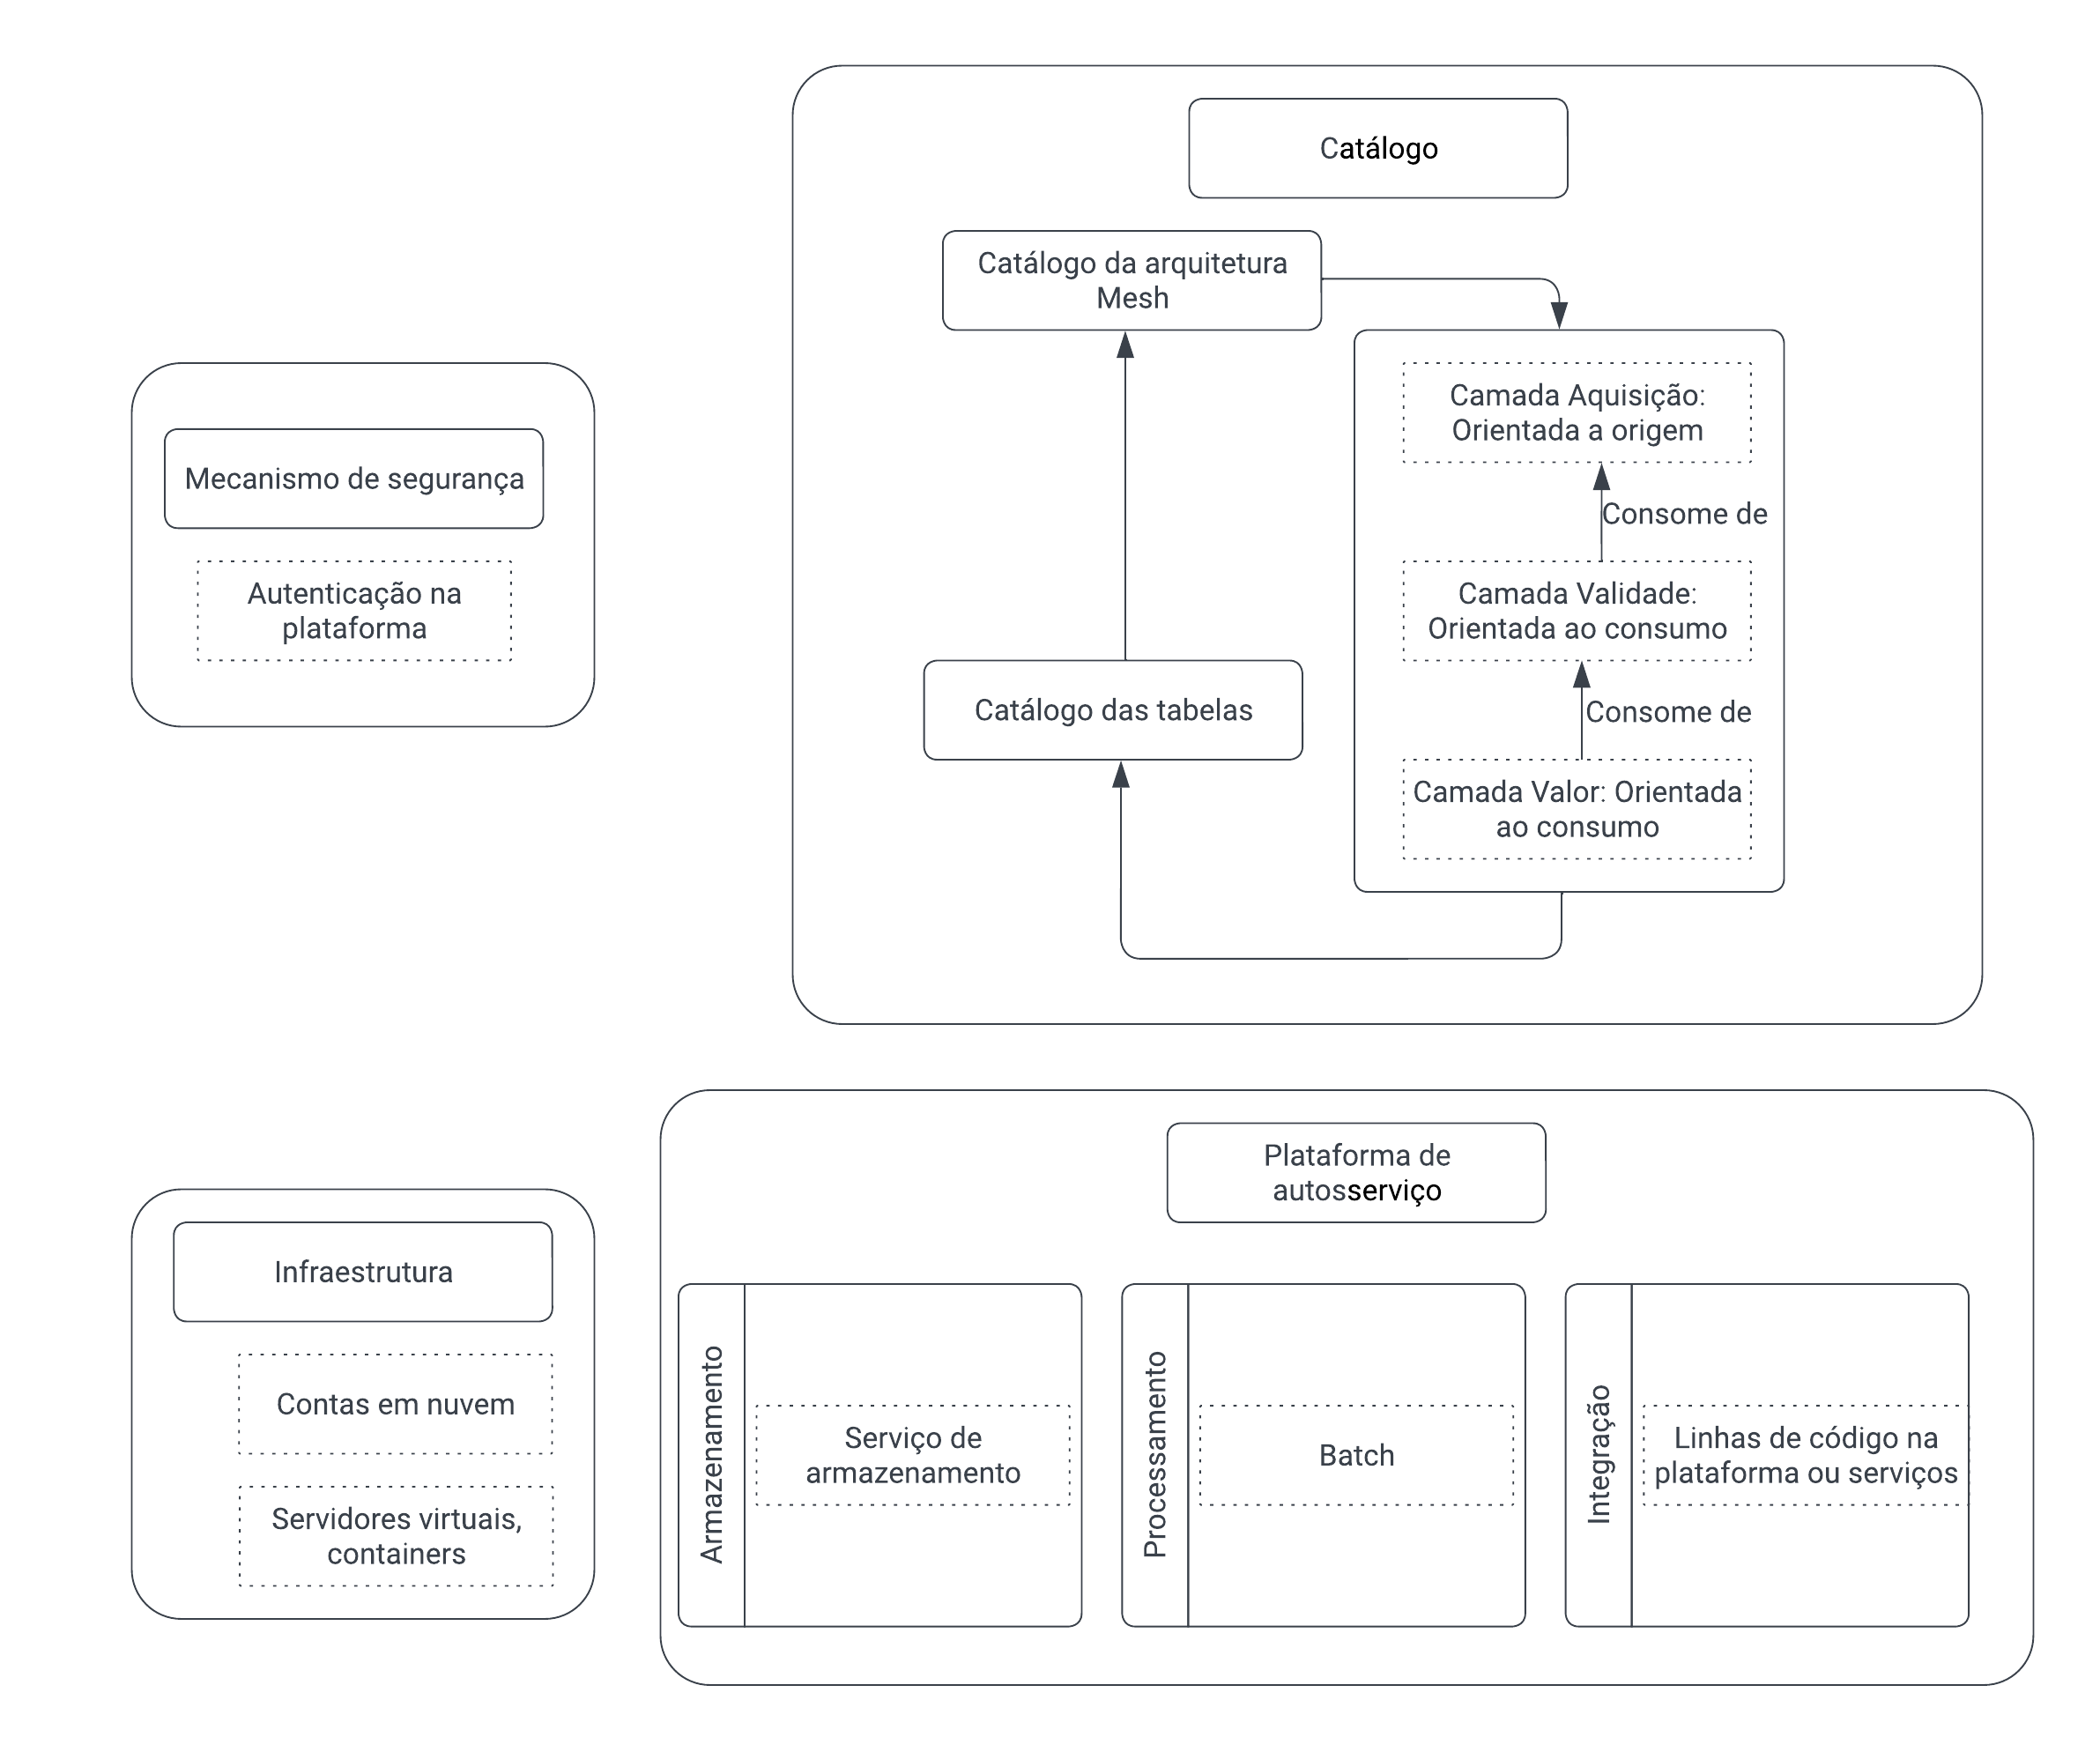 Catálogo
Catálogo da arquitetura
Mesh
Camada Aquisição:
Orientada a origem
Consome de
Camada Validade:
Orientada ao consumo
Consome de
Camada Valor: Orientada
ao consumo
Catálogo das tabelas
Mecanismo de segurança
Autenticação na
plataforma
Infraestrutura
Contas em nuvem
Servidores virtuais,
containers
Plataforma de
autosserviço
Armazenamento
Serviço de
armazenamento
Processamento
Batch
Integração
Linhas de código na
plataforma ou serviços